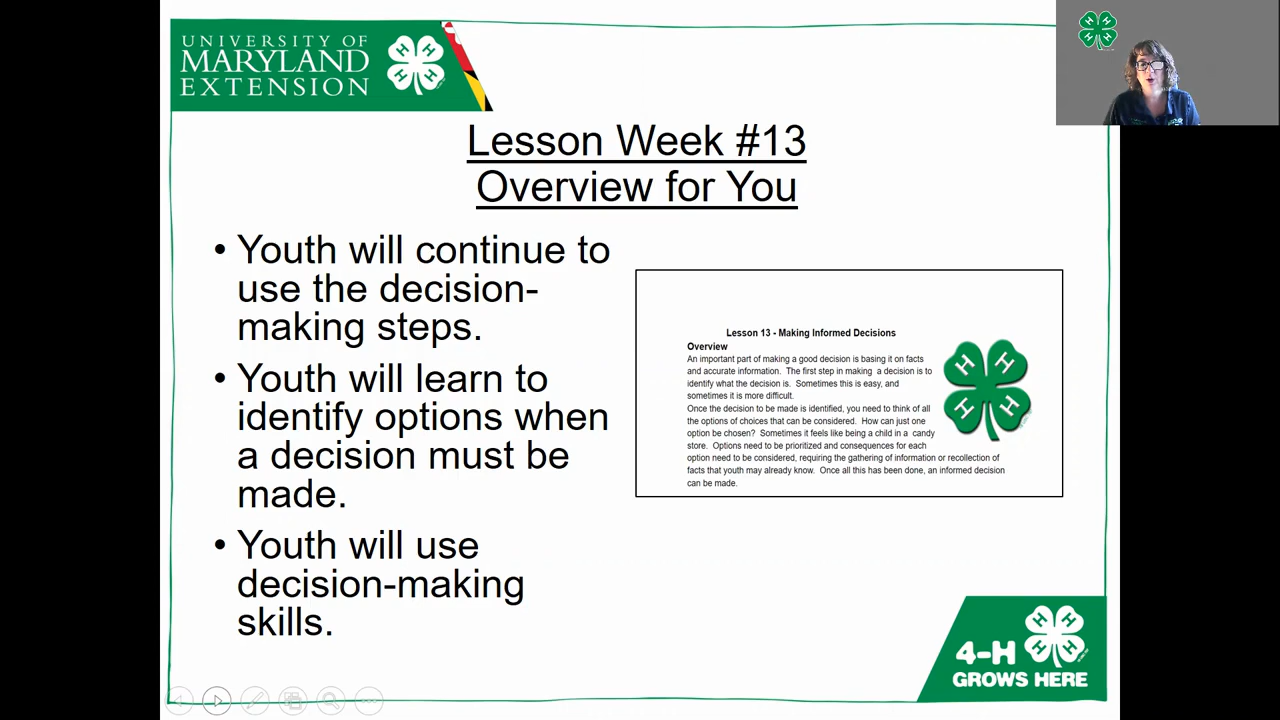 UNIVERSITY OF
MARYLAND
EXTENSION
H H H H
H H H H
Lesson Week #13
Overview for You
• Youth will continue to
use the decision-
making steps.
• Youth will learn to
identify options when
a decision must be
made.
• Youth will use
decision-making
skills.
Lesson 13 - Making Informed Decisions
Overview
An important part of making a good decision is basing it on facts
and accurate information. The first step in making a decision is to
identify what the decision is. Sometimes this is easy, and
sometimes it is more difficult.
Once the decision to be made is identified, you need to think of all
the options of choices that can be considered. How can just one
option be chosen? Sometimes it feels like being a child in a candy
store. Options need to be prioritized and consequences for each
option need to be considered, requiring the gathering of information or recollection of
facts that youth may already know. Once all this has been done, an informed decision
can be made.
H H
H H
H H H H
4-H
GROWS HERE